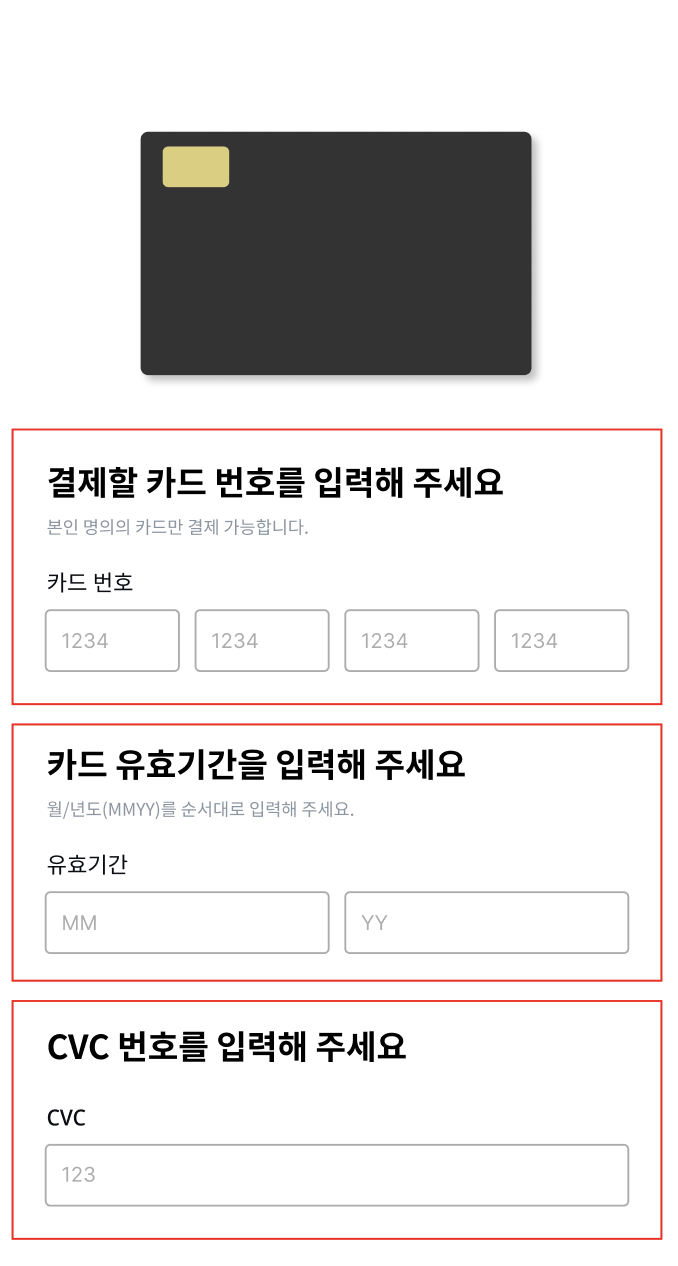 결제할 카드 번호를 입력해 주세요
본인 명의의 카드만 결제 가능합니다.
카드 번호
1234 1234 1234 1234
카드 유효기간을 입력해 주세요
월/년도(MMYY)를 순서대로 입력해 주세요.
유효기간
MM YY
CVC 번호를 입력해 주세요
CVC
123